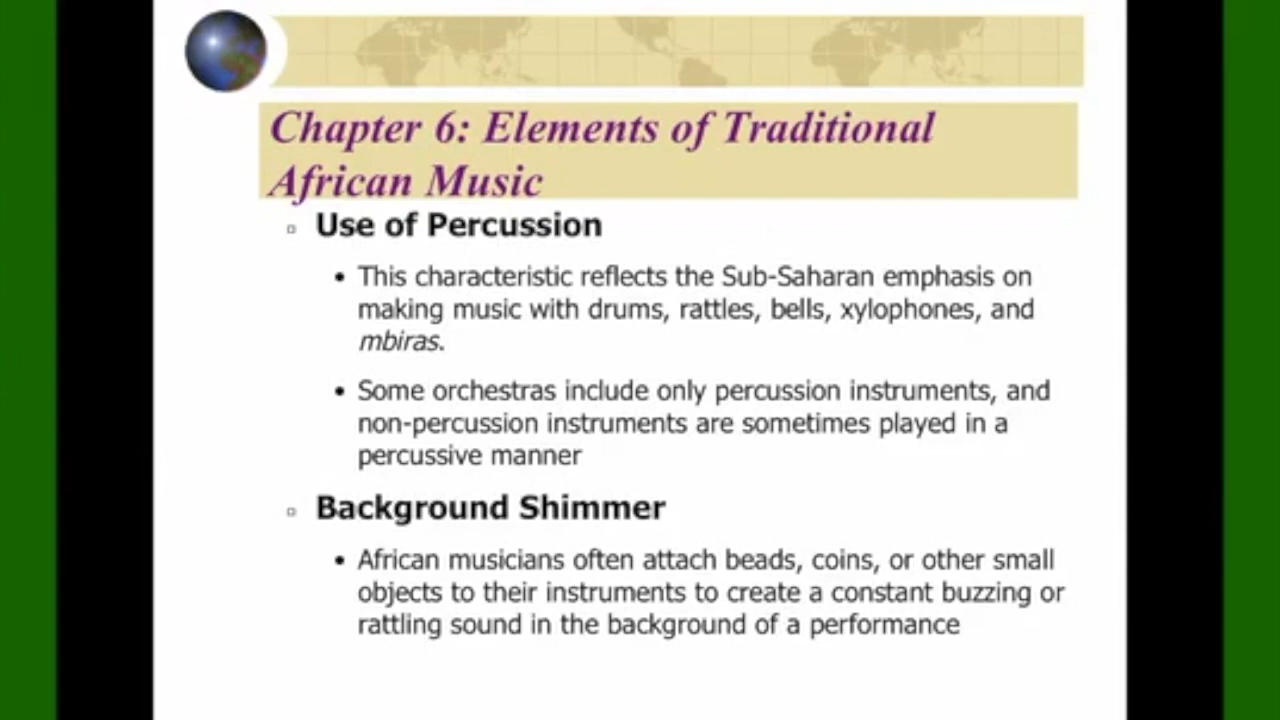 Chapter 6: Elements of Traditional
African Music
Use of Percussion
This characteristic reflects the Sub-Saharan emphasis on
making music with drums, rattles, bells, xylophones, and
mbiras.
Some orchestras include only percussion instruments, and
non-percussion instruments are sometimes played in a
percussive manner
Background Shimmer
African musicians often attach beads, coins, or other small
objects to their instruments to create a constant buzzing or
rattling sound in the background of a performance